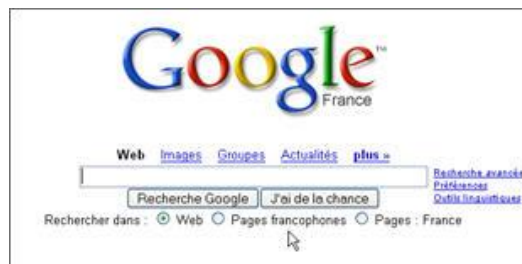 Google™
France
Web Images Groupes Actualités plus »
Recherche avancée
Préférences
Outils linguistiques
Recherche Google J'ai de la chance
Rechercher dans : Web Pages francophones Pages : France